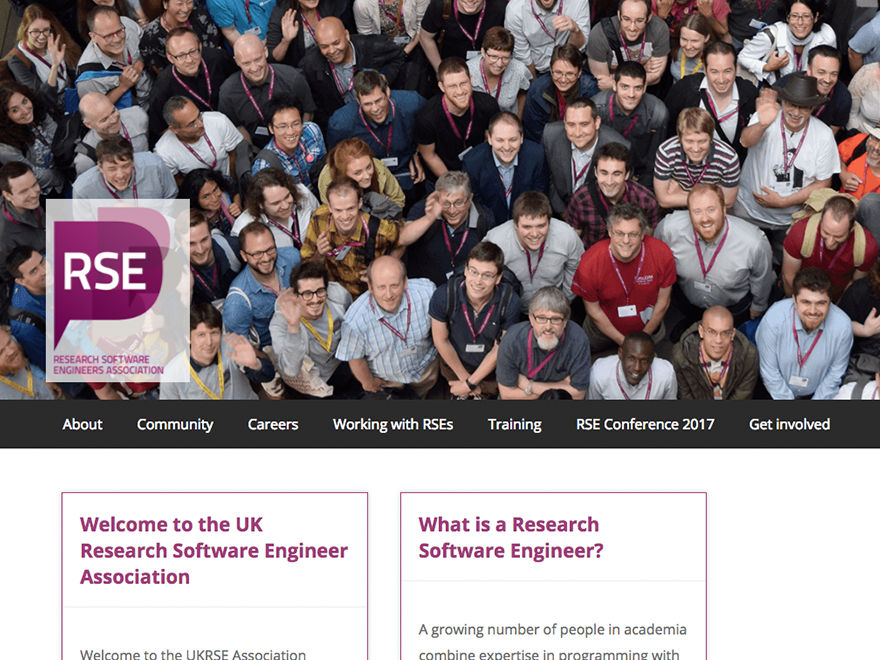 RSE
RESEARCH SOFTWARE
ENGINEERS ASSOCIATION
About Community Careers Working with RSEs Training RSE Conference 2017 Get involved
Welcome to the UK
Research Software Engineer
Association
Welcome to the UKRSE Association
What is a Research
Software Engineer?
A growing number of people in academia
combine expertise in programming with